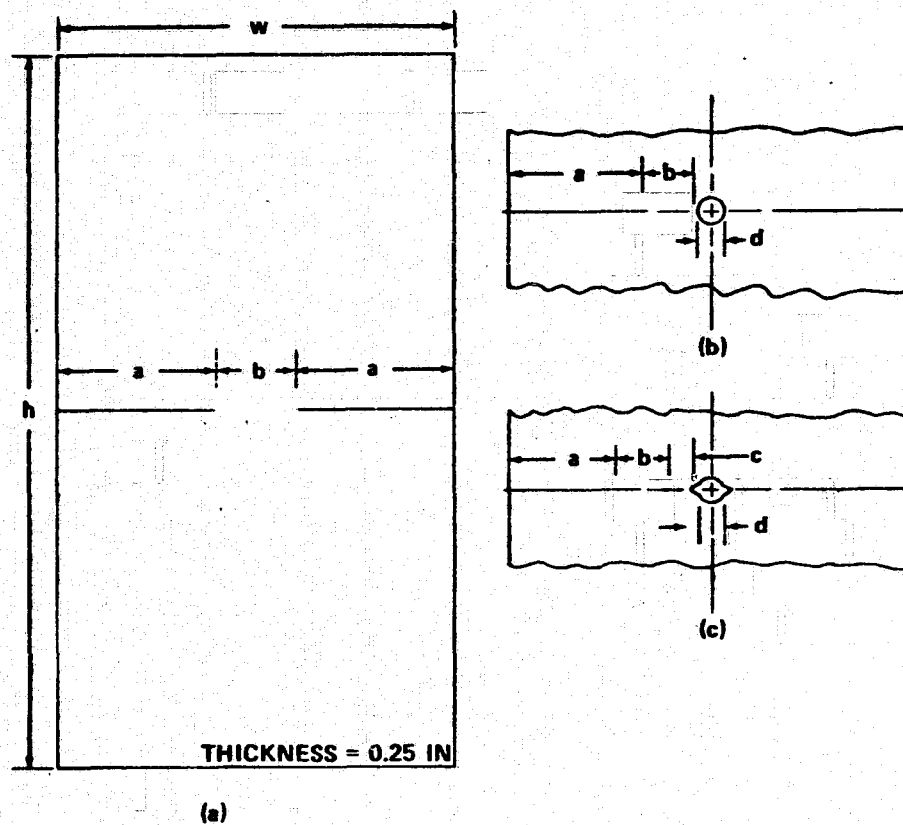 w
h
a b a
THICKNESS = 0.25 IN
(a)
a b
d
(b)
a b c
d
(c)